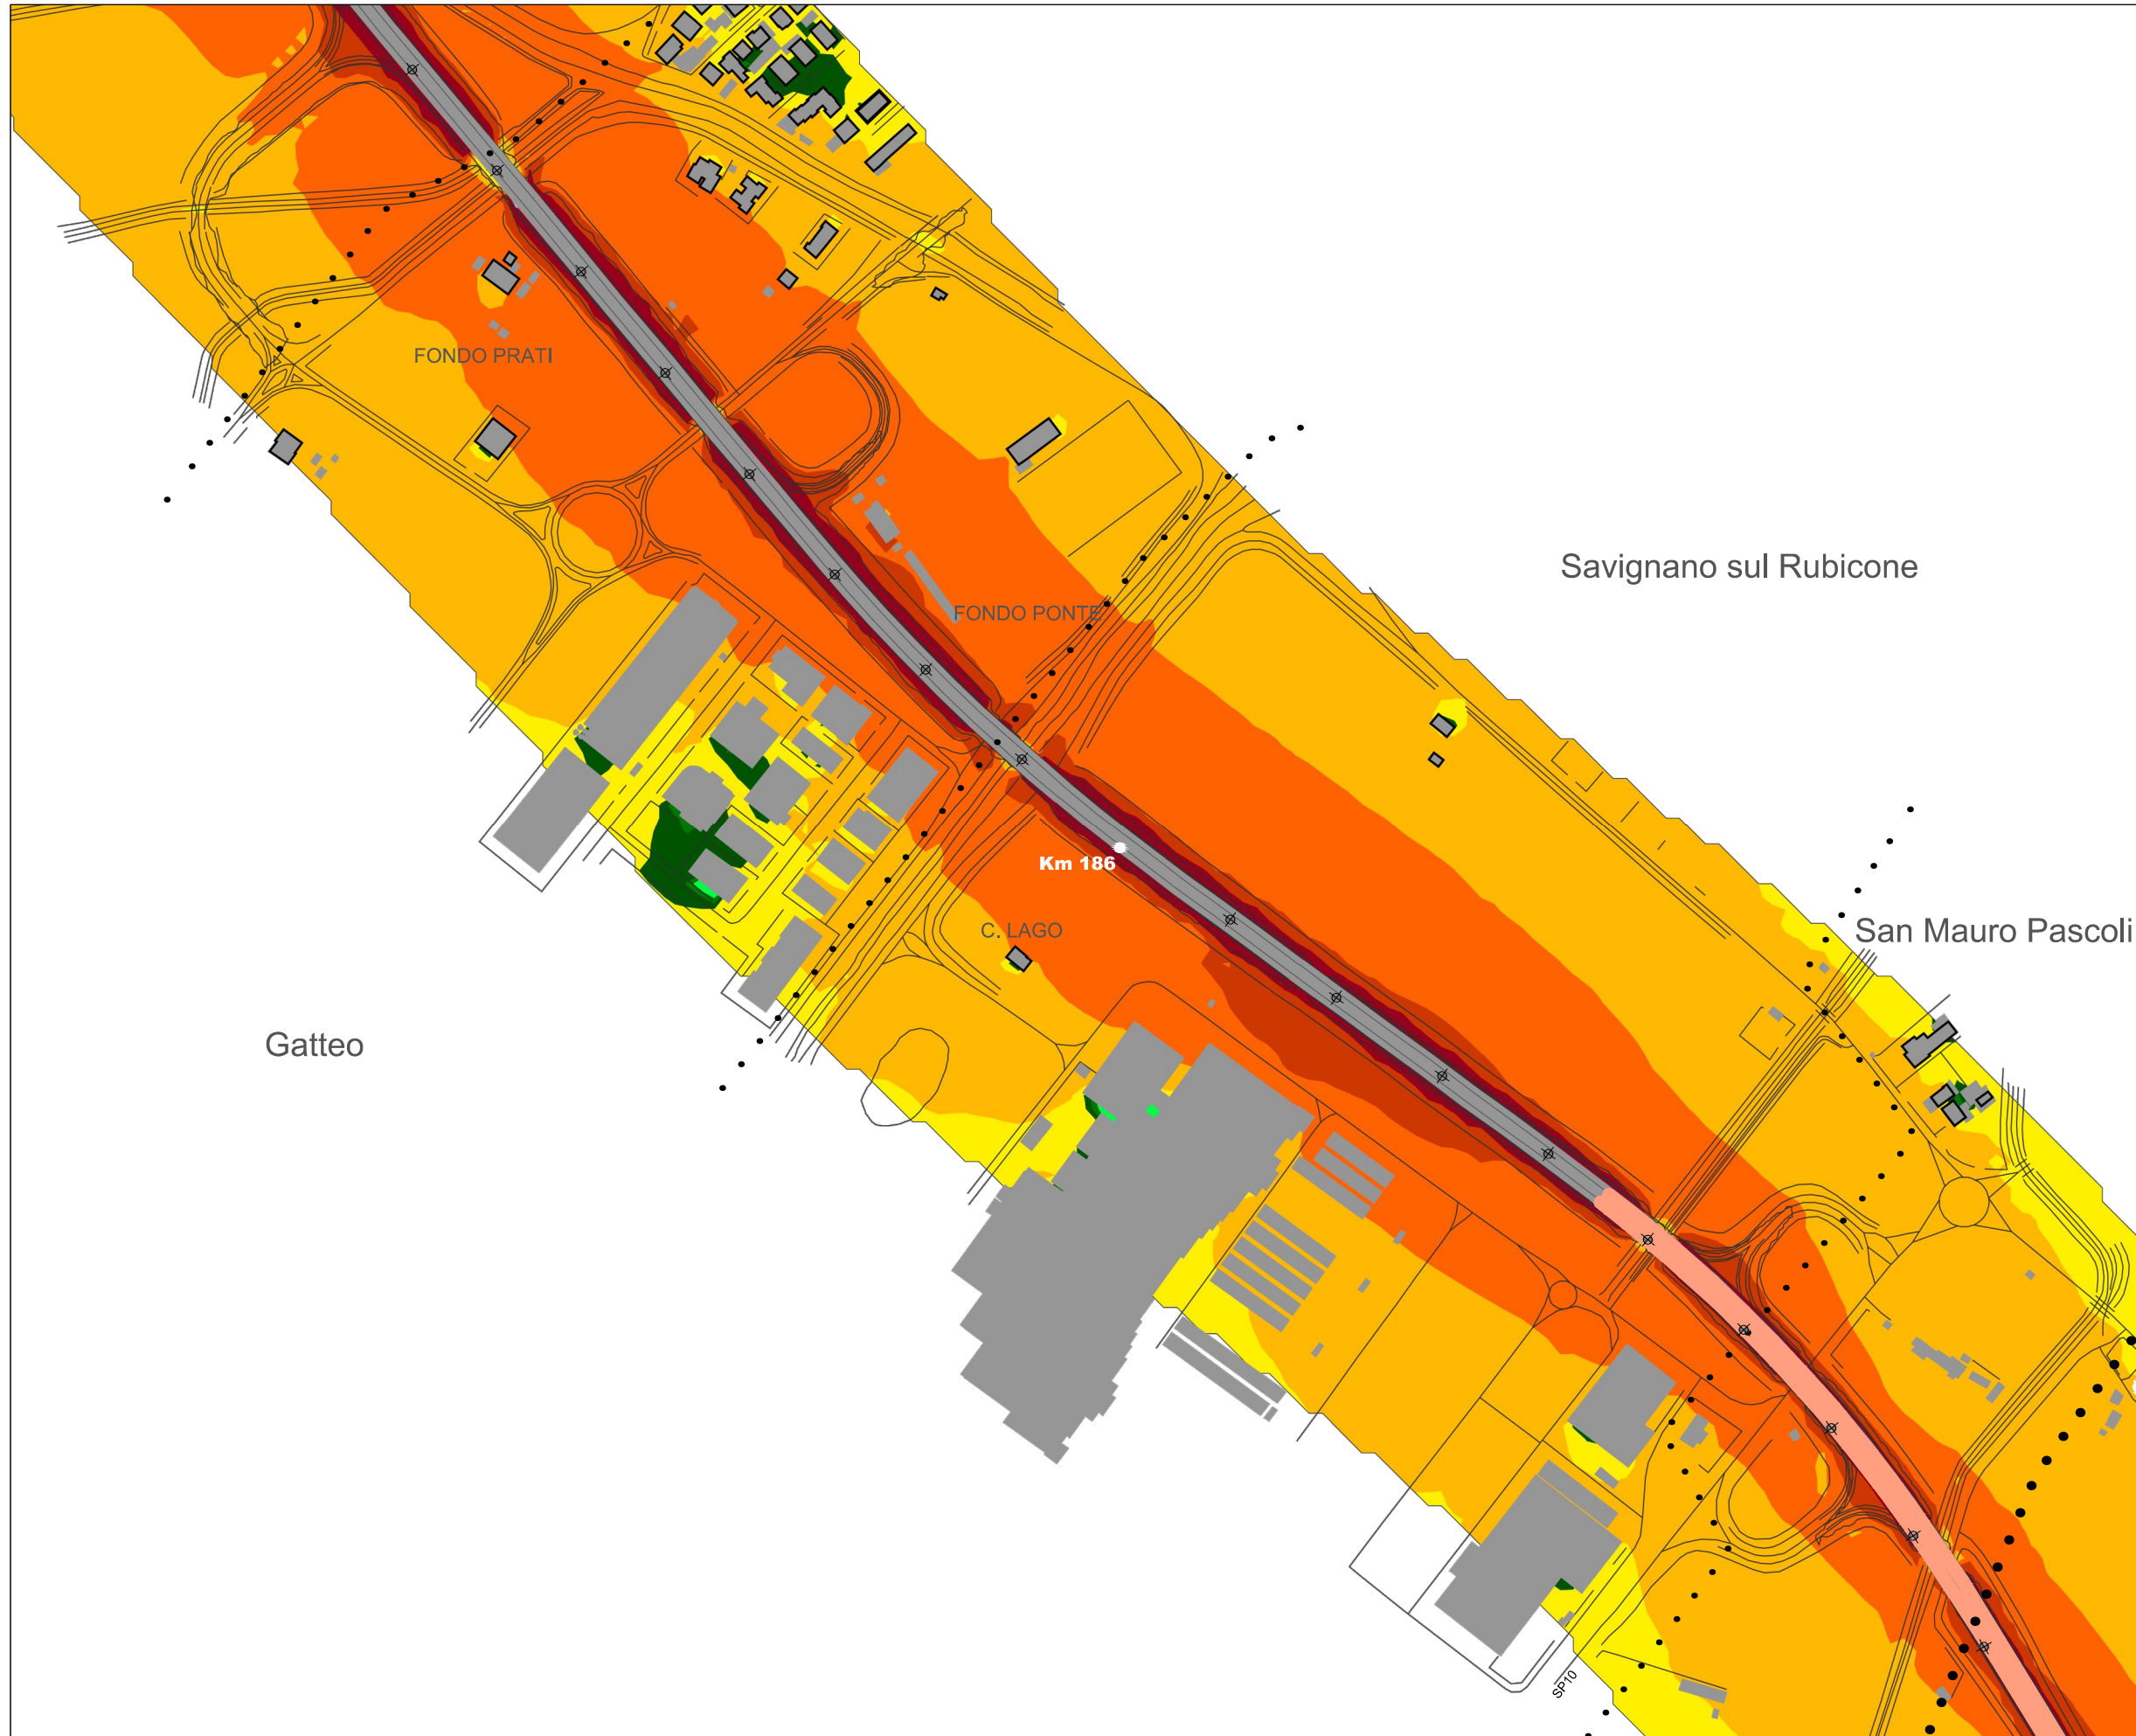 FONDO PRATI
Savignano sul Rubicone
FONDO PONTE
Km 186
C. LAGO
San Mauro Pascoli
Gatteo
SP10